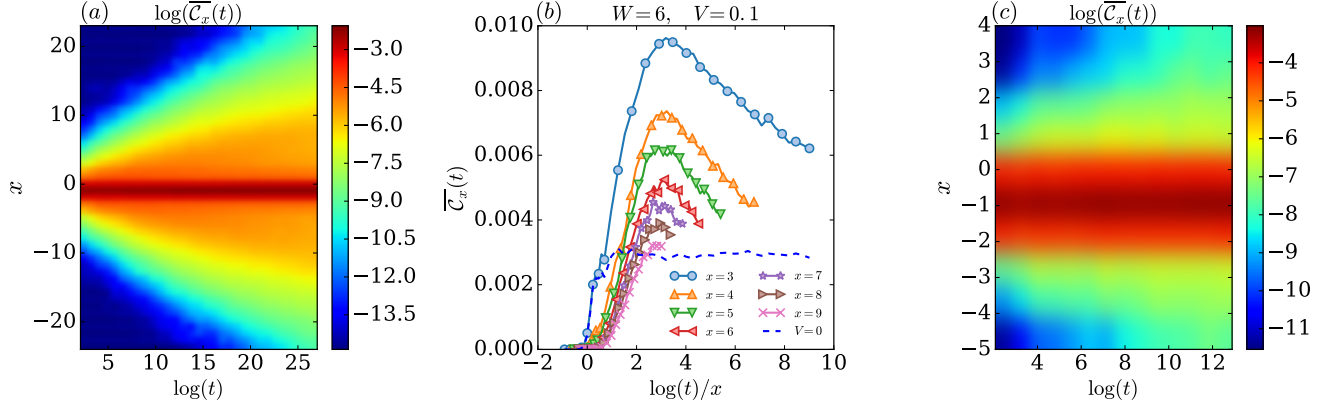 (a)
log(C̅ₓ(t))
20
10
0
−10
−20
x
5
10
15
20
25
log(t)
−3.0
−4.5
−6.0
−7.5
−9.0
−10.5
−12.0
−13.5
(b)
W=6, V=0.1
0.010
0.008
0.006
0.004
0.002
0.000
C̅ₓ(t)
−2
0
2
4
6
8
10
log(t)/x
x=3
x=4
x=5
x=6
x=7
x=8
x=9
V=0
(c)
log(C̅ₓ(t))
4
3
2
1
0
−1
−2
−3
−4
−5
x
4
6
8
10
12
log(t)
−4
−5
−6
−7
−8
−9
−10
−11